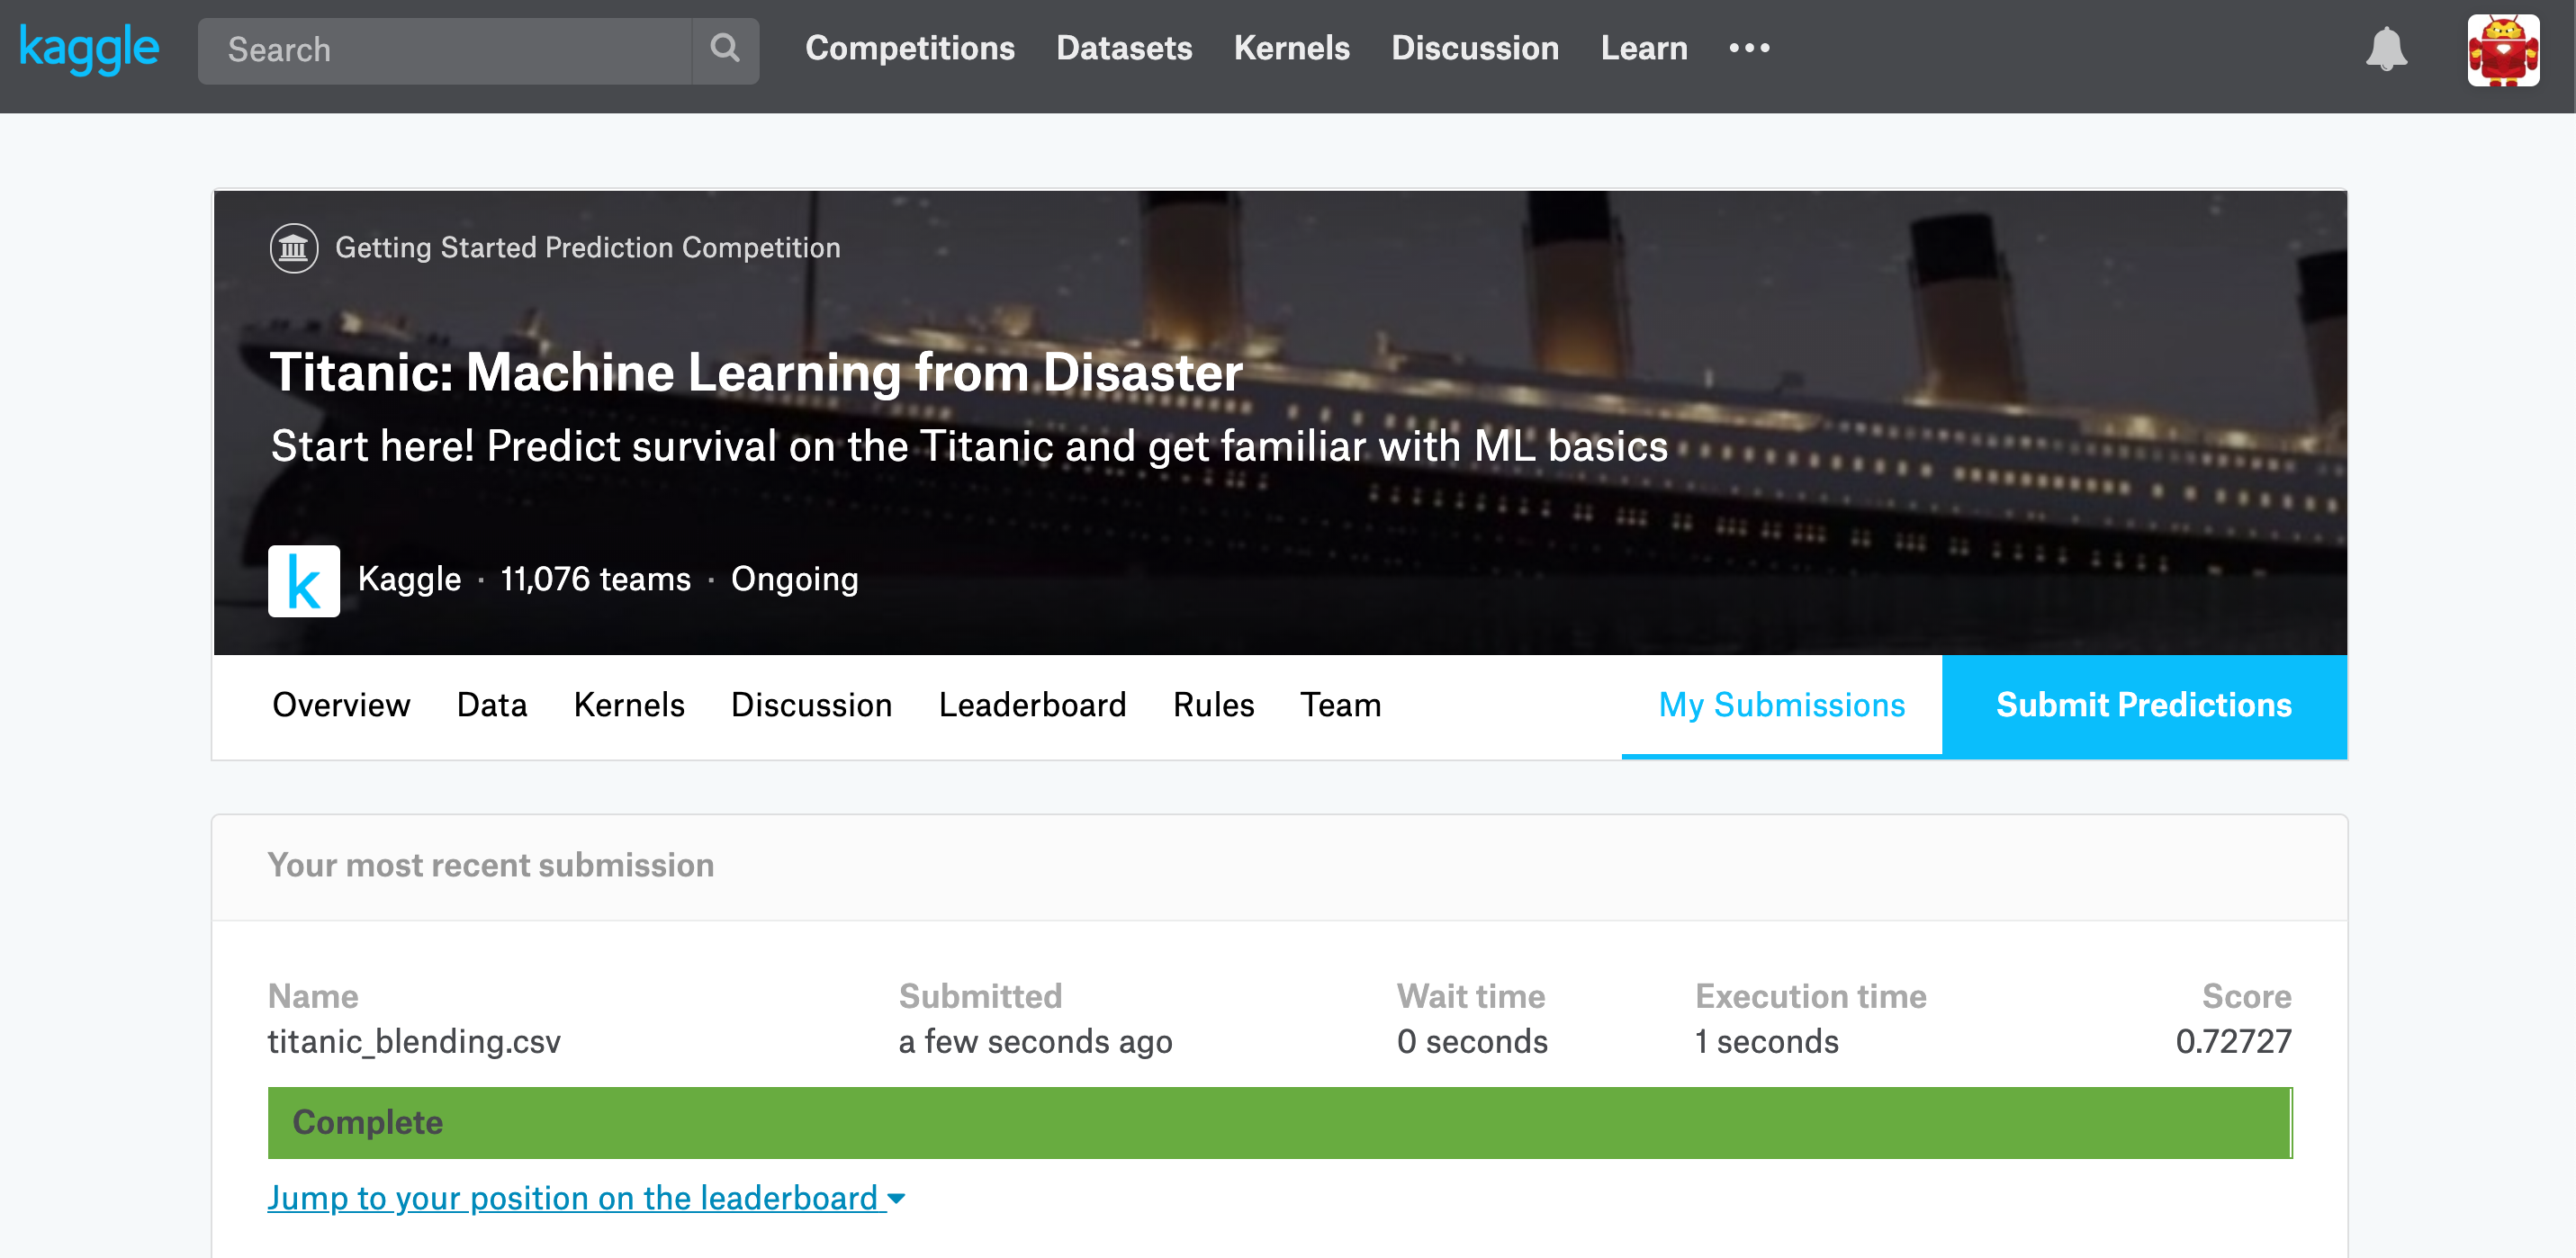 kaggle
Search
Competitions Datasets Kernels Discussion Learn
Getting Started Prediction Competition
Titanic: Machine Learning from Disaster
Start here! Predict survival on the Titanic and get familiar with ML basics
k
Kaggle · 11,076 teams · Ongoing
Overview Data Kernels Discussion Leaderboard Rules Team My Submissions Submit Predictions
Your most recent submission
Name Submitted Wait time Execution time Score
titanic_blending.csv a few seconds ago 0 seconds 1 seconds 0.72727
Complete
Jump to your position on the leaderboard